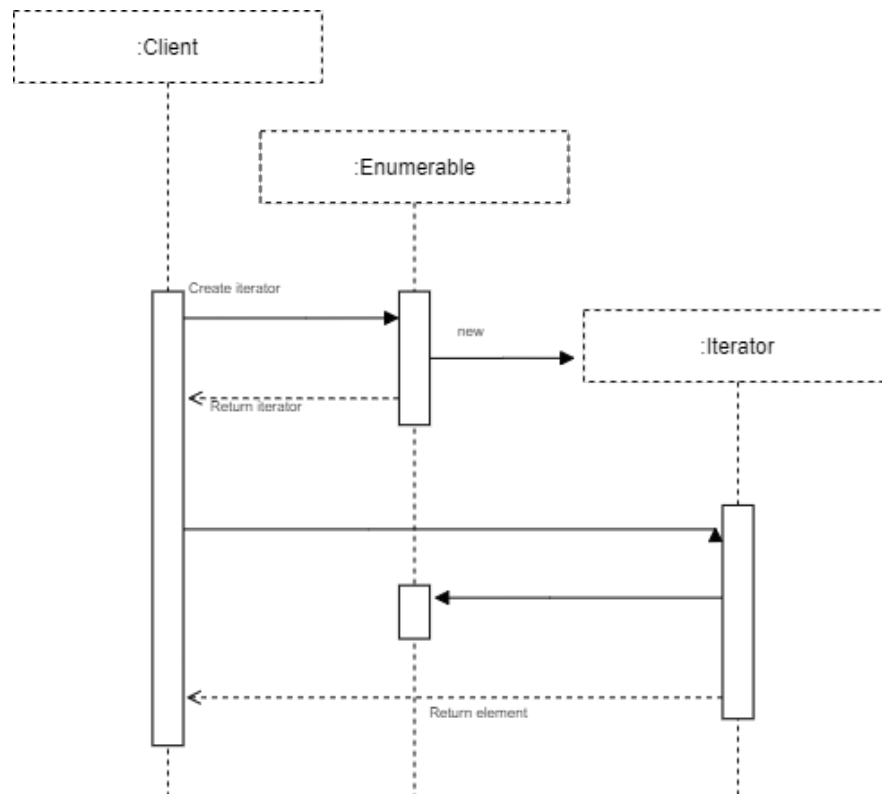 :Client
:Enumerable
Create iterator
new
:Iterator
Return iterator
Return element